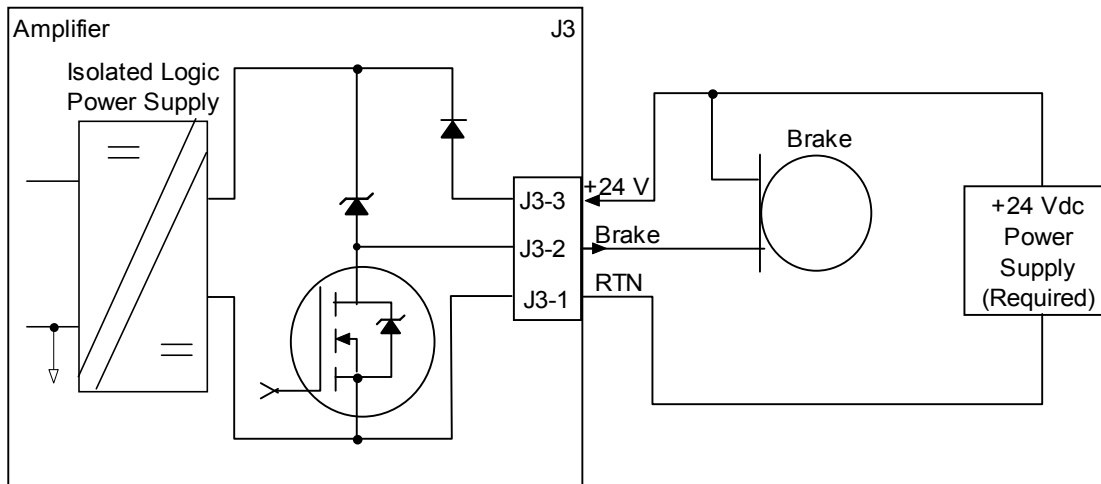 Amplifier
J3
Isolated Logic
Power Supply
J3-3
J3-2
J3-1
+24 V
Brake
RTN
Brake
+24 Vdc
Power
Supply
(Required)